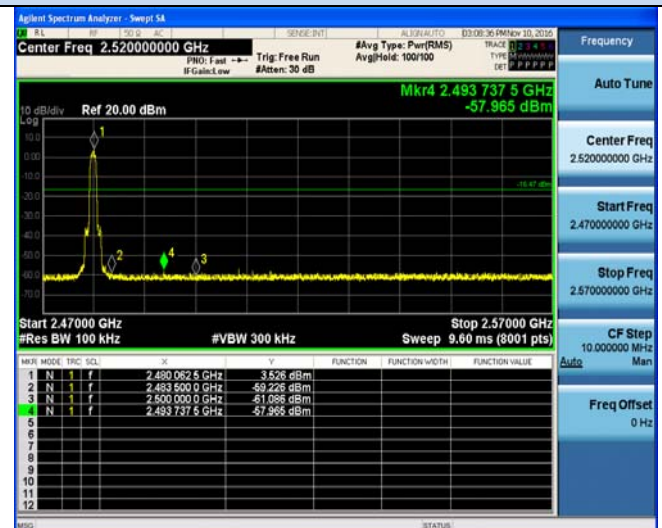 Agilent Spectrum Analyzer - Swept SA
RL RF 50 Ω AC SENSE:INT ALIGN AUTO 03:08:36 PM Nov 10, 2016
Center Freq 2.520000000 GHz #Avg Type: Pwr(RMS) TRACE 1 2 3 4 5 6
PNO: Fast Trig: Free Run Avg|Hold: 100/100 TYPE
IFGain:Low #Atten: 30 dB DET P P P P P P
Frequency
Auto Tune
Mkr4 2.493 737 5 GHz
-57.965 dBm
10 dB/div Ref 20.00 dBm
Log
10.0
0.00
-10.0
-20.0
-30.0
-40.0
-50.0
-60.0
-70.0
1
2
4
3
-16.47 dBm
Start 2.47000 GHz Stop 2.57000 GHz
#Res BW 100 kHz #VBW 300 kHz Sweep 9.60 ms (8001 pts)
MKR MODE TRC SCL X Y FUNCTION FUNCTION WIDTH FUNCTION VALUE
1 N 1 f 2.480 062 5 GHz 3.526 dBm
2 N 1 f 2.483 500 0 GHz -59.226 dBm
3 N 1 f 2.500 000 0 GHz -61.086 dBm
4 N 1 f 2.493 737 5 GHz -57.965 dBm
5
6
7
8
9
10
11
12
Center Freq
2.520000000 GHz
Start Freq
2.470000000 GHz
Stop Freq
2.570000000 GHz
CF Step
10.000000 MHz
Auto Man
Freq Offset
0 Hz
MSG STATUS